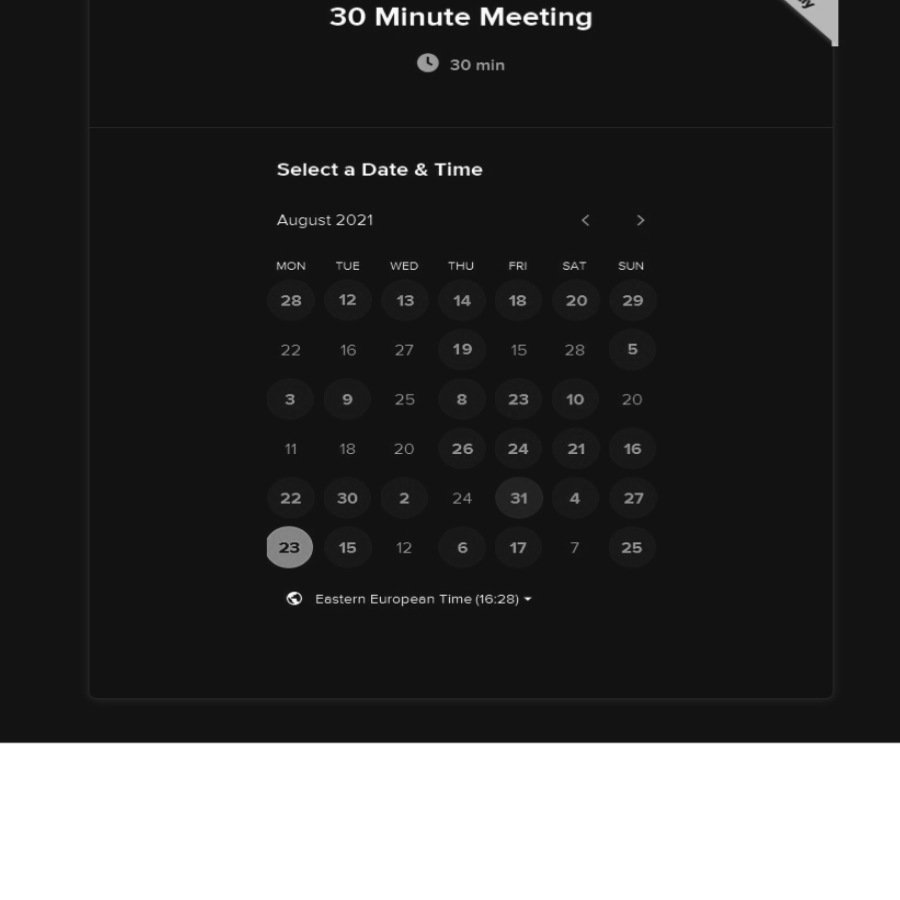 30 Minute Meeting
30 min
Select a Date & Time
August 2021
MON TUE WED THU FRI SAT SUN
28 12 13 14 18 20 29
22 16 27 19 15 28 5
3 9 25 8 23 10 20
11 18 20 26 24 21 16
22 30 2 24 31 4 27
23 15 12 6 17 7 25
Eastern European Time (16:28)